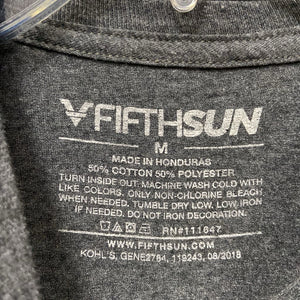 FIFTHSUN
M
MADE IN HONDURAS
50% COTTON 50% POLYESTER
TURN INSIDE OUT. MACHINE WASH COLD WITH
LIKE COLORS. ONLY NON-CHLORINE BLEACH,
WHEN NEEDED. TUMBLE DRY LOW. LOW IRON
IF NEEDED. DO NOT IRON DECORATION.
RN#111647
WWW.FIFTHSUN.COM
KOHL'S, GENE2784, 119243, 08/2018